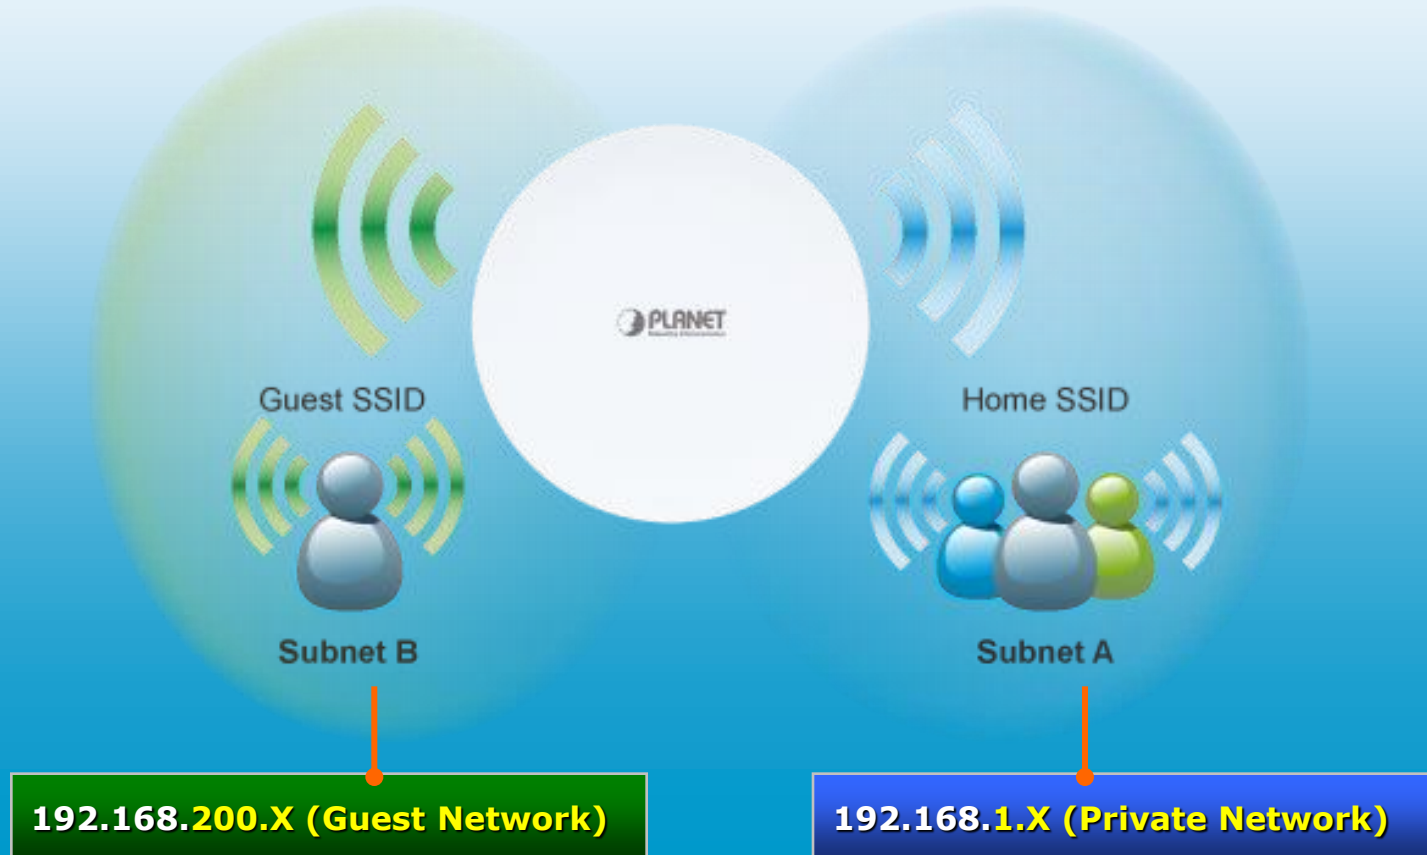 PLANET
Guest SSID
Home SSID
Subnet B
Subnet A
192.168.200.X (Guest Network)
192.168.1.X (Private Network)